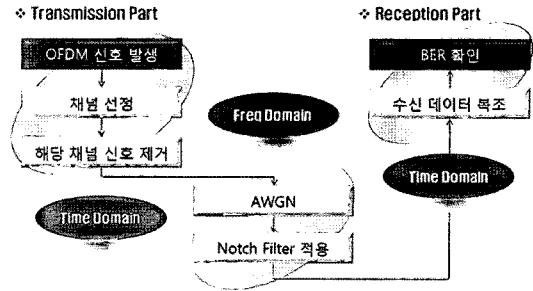 ❖ Transmission Part
OFDM 신호 발생
채널 선정
해당 채널 신호 제거
Time Domain
Freq Domain
AWGN
Notch Filter 적용
❖ Reception Part
BER 확인
수신 데이터 복조
Time Domain